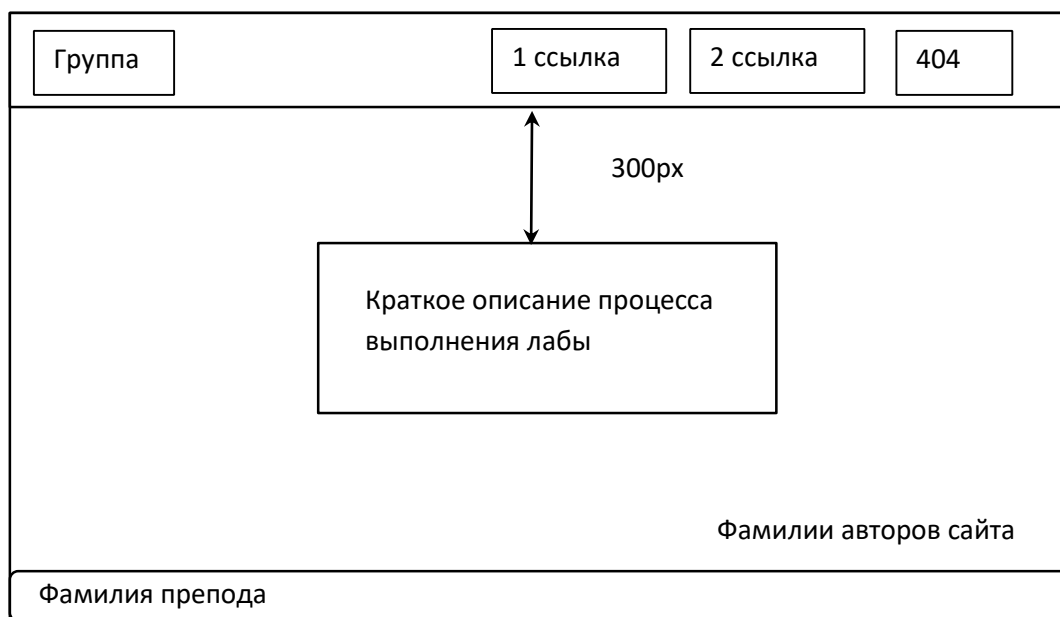 Группа
1 ссылка
2 ссылка
404
300px
Краткое описание процесса
выполнения лабы
Фамилии авторов сайта
Фамилия препода